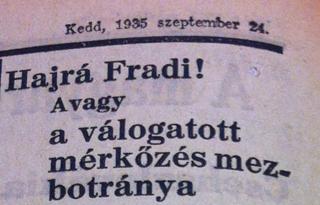 Kedd, 1935 szeptember 24.
Hajrá Fradi!
Avagy
a válogatott
mérkőzés mez-
botránya